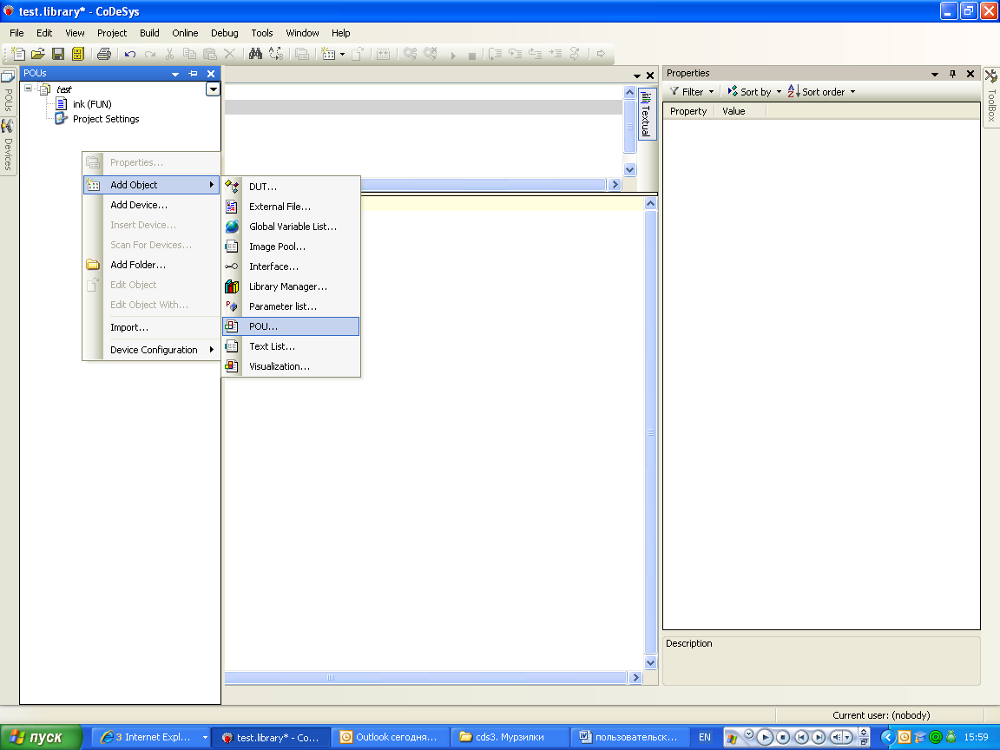 test.library* - CoDeSys
File Edit View Project Build Online Debug Tools Window Help
POUs
Properties
test
ink (FUN)
Project Settings
POUs
Devices
Textual
ToolBox
Filter Sort by Sort order
Property Value
Properties...
Add Object
Add Device...
Insert Device...
Scan For Devices...
Add Folder...
Edit Object
Edit Object With...
Import...
Device Configuration
DUT...
External File...
Global Variable List...
Image Pool...
Interface...
Library Manager...
Parameter list...
POU...
Text List...
Visualization...
Description
Current user: (nobody)
пуск
3 Internet Expl...
test.library* - Co...
Outlook сегодня...
cds3. Мурзилки
пользовательск...
EN
15:59